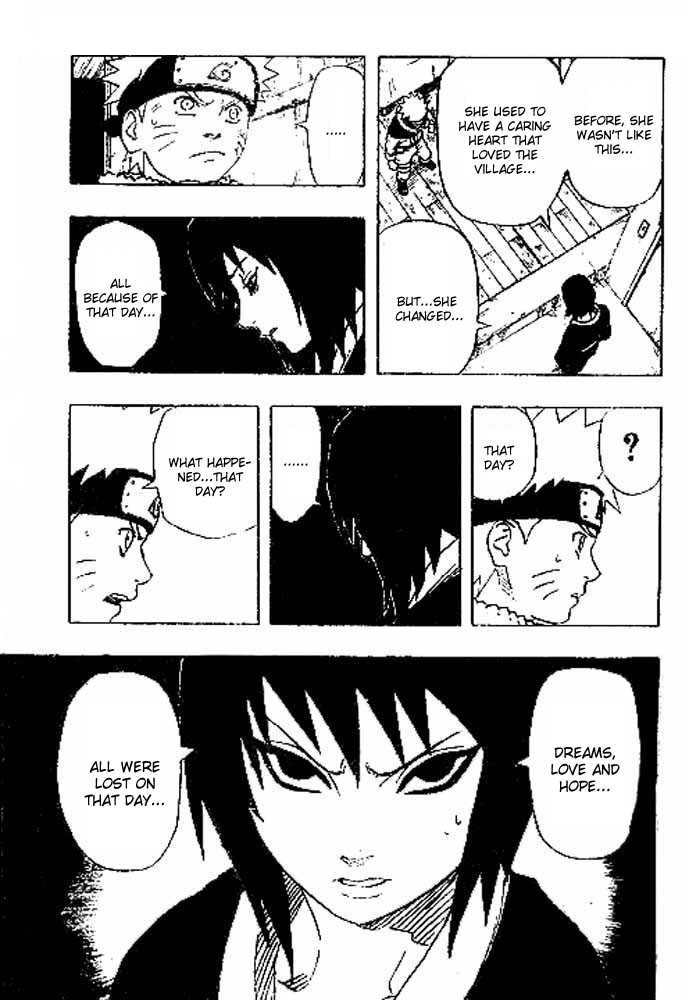 BEFORE, SHE
WASN'T LIKE
THIS...
SHE USED TO
HAVE A CARING
HEART THAT
LOVED THE
VILLAGE...
BUT...SHE
CHANGED...
.....
ALL
BECAUSE OF
THAT DAY...
?
THAT
DAY?
......
WHAT HAPPE-
NED...THAT
DAY?
DREAMS,
LOVE AND
HOPE...
ALL WERE
LOST ON
THAT DAY...